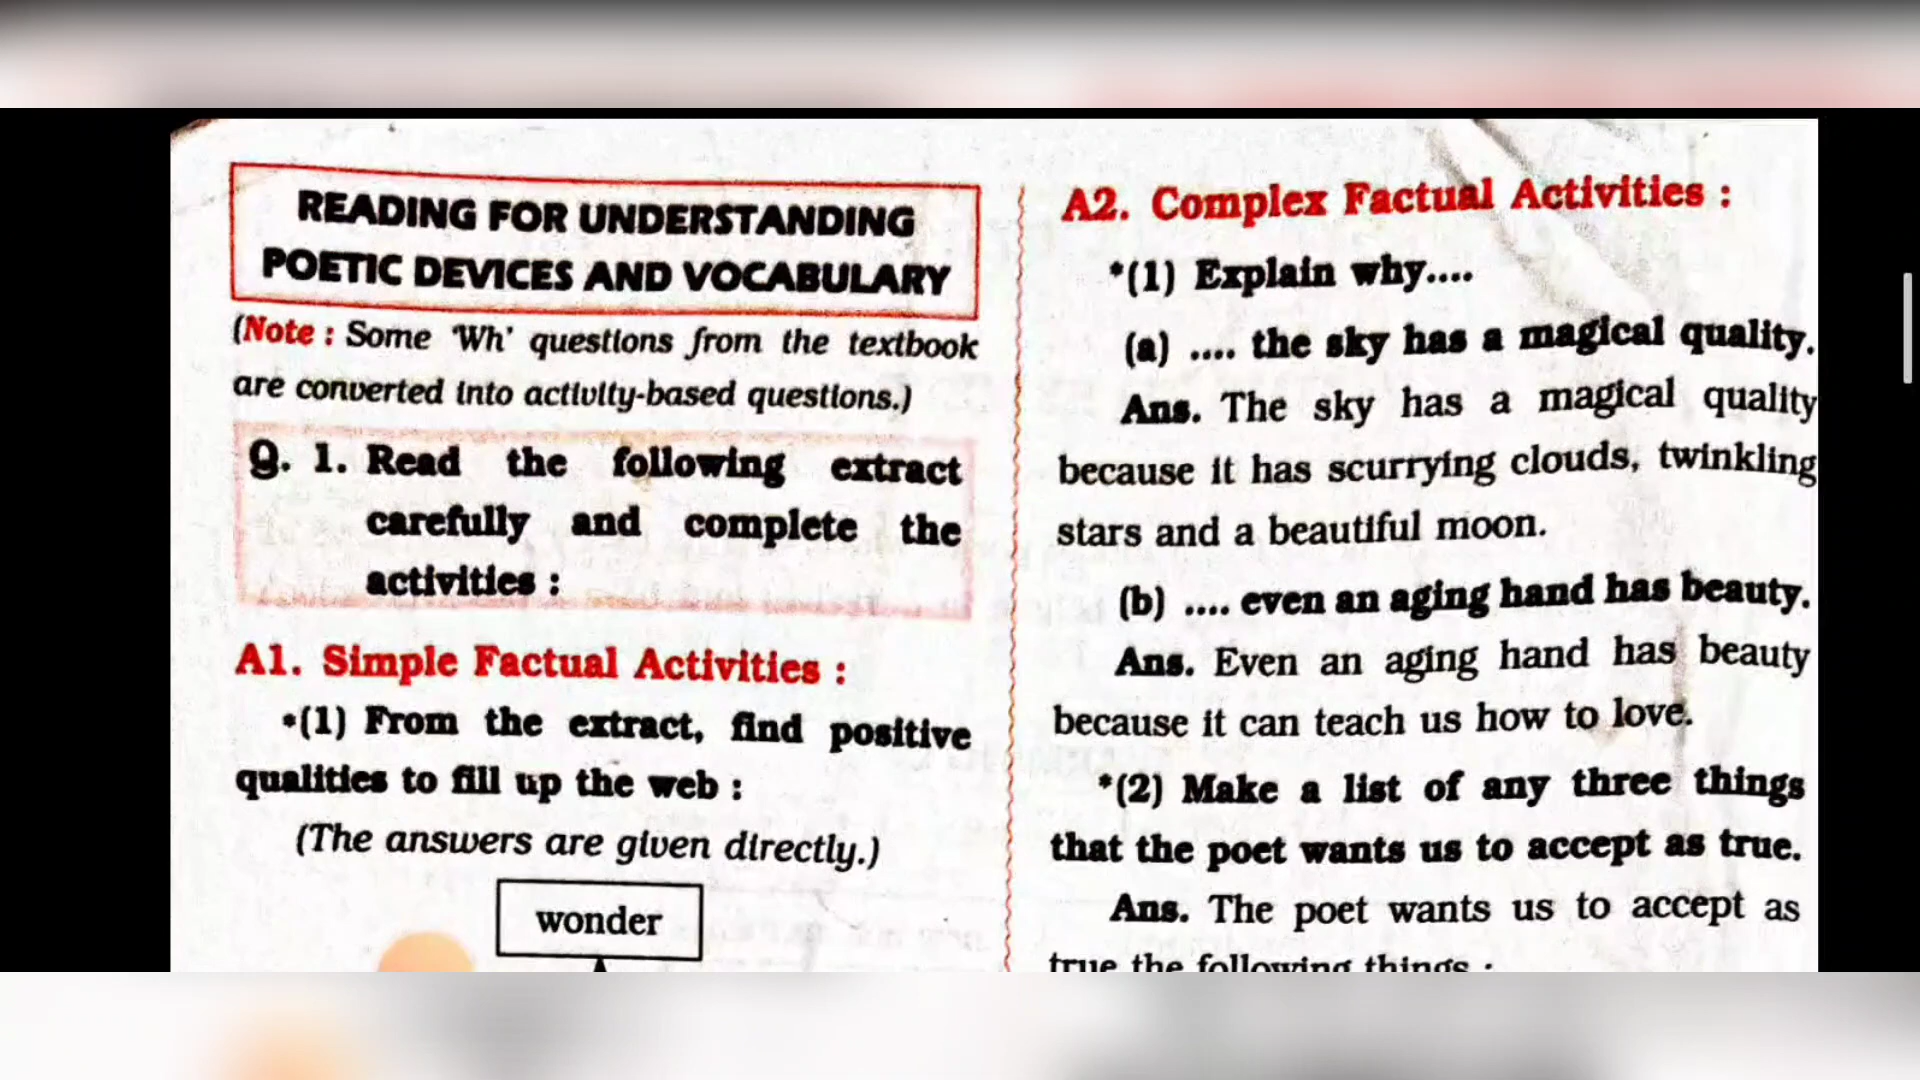 READING FOR UNDERSTANDING
POETIC DEVICES AND VOCABULARY
(Note : Some 'Wh' questions from the textbook
are converted into activity-based questions.)
Q. 1. Read the following extract
carefully and complete the
activities :
A1. Simple Factual Activities :
*(1) From the extract, find positive
qualities to fill up the web :
(The answers are given directly.)
wonder
A2. Complex Factual Activities :
*(1) Explain why....
(a) .... the sky has a magical quality.
Ans. The sky has a magical quality
because it has scurrying clouds, twinkling
stars and a beautiful moon.
(b) .... even an aging hand has beauty.
Ans. Even an aging hand has beauty
because it can teach us how to love.
*(2) Make a list of any three things
that the poet wants us to accept as true.
Ans. The poet wants us to accept as
true the following things :